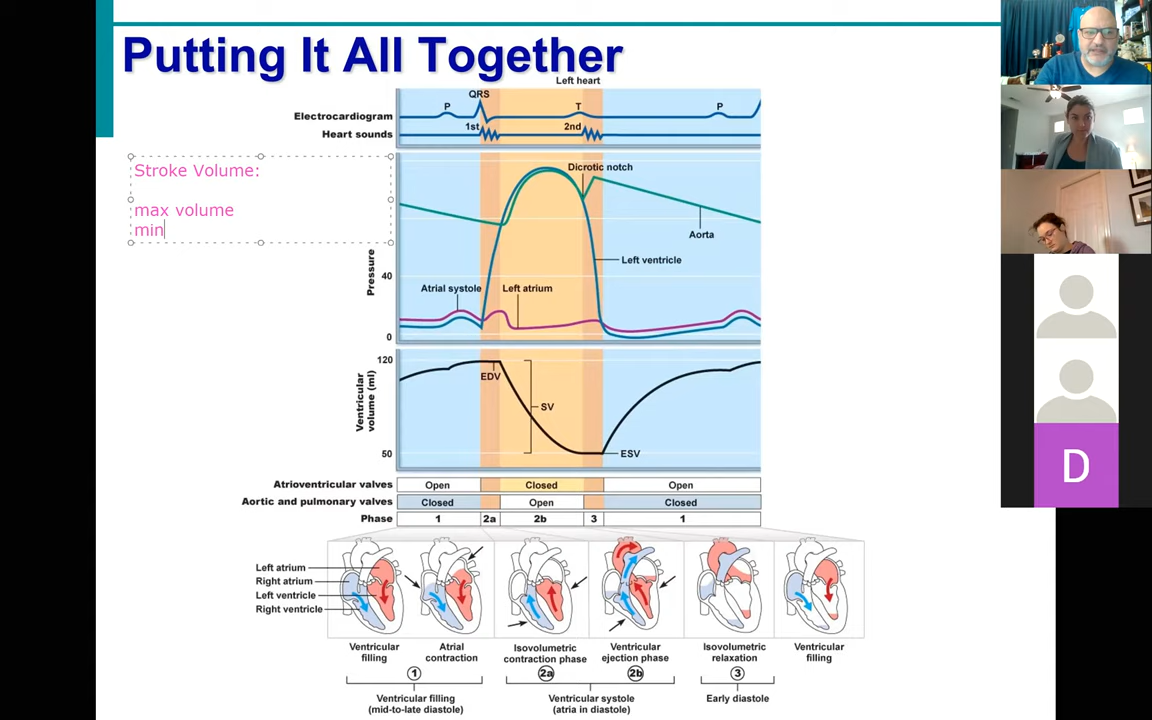 Putting It All Together
Left heart
QRS
P
T
P
Electrocardiogram
1st
2nd
Heart sounds
Stroke Volume:
max volume
min
Dicrotic notch
Aorta
Left ventricle
Pressure
40
Atrial systole
Left atrium
0
120
EDV
Ventricular
volume (ml)
SV
50
ESV
Atrioventricular valves
Open
Closed
Open
Aortic and pulmonary valves
Closed
Open
Closed
Phase
1
2a
2b
3
1
Left atrium
Right atrium
Left ventricle
Right ventricle
Ventricular
filling
Atrial
contraction
Isovolumetric
contraction phase
Ventricular
ejection phase
Isovolumetric
relaxation
Ventricular
filling
1
2a
2b
3
Ventricular filling
(mid-to-late diastole)
Ventricular systole
(atria in diastole)
Early diastole
D